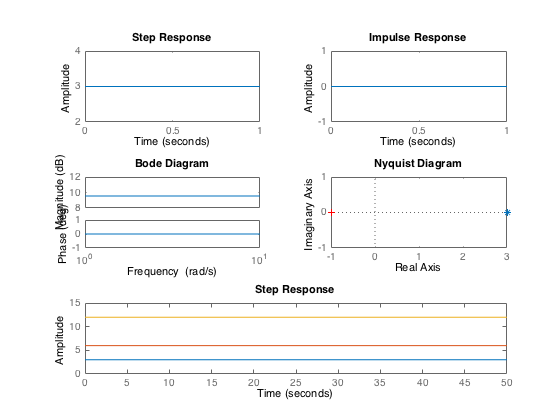 Step Response
Impulse Response
4
3
2
Amplitude
0
0.5
1
Time (seconds)
1
0
-1
Amplitude
0
0.5
1
Time (seconds)
Bode Diagram
Nyquist Diagram
12
10
8
Magnitude (dB)
1
0
-1
Phase (deg)
10^0
10^1
Frequency (rad/s)
1
0
-1
Imaginary Axis
-1
0
1
2
3
Real Axis
Step Response
15
10
5
0
Amplitude
0
5
10
15
20
25
30
35
40
45
50
Time (seconds)